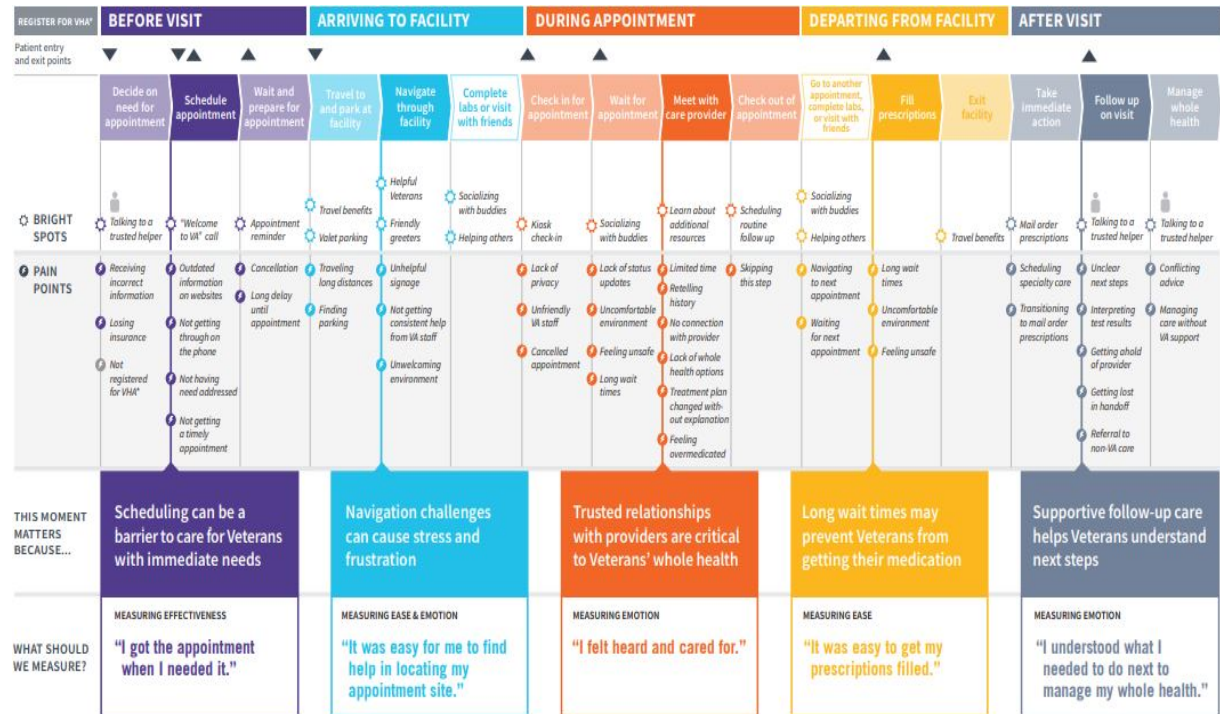 REGISTER FOR VHA*
BEFORE VISIT
ARRIVING TO FACILITY
DURING APPOINTMENT
DEPARTING FROM FACILITY
AFTER VISIT
Patient entry
and exit points
Decide on
need for
appointment
Schedule
appointment
Wait and
prepare for
appointment
Travel to
and park at
facility
Navigate
through
facility
Complete
labs or visit
with friends
Check in for
appointment
Wait for
appointment
Meet with
care provider
Check out of
appointment
Go to another
appointment,
complete labs,
or visit with
friends
Fill
prescriptions
Exit
facility
Take
immediate
action
Follow up
on visit
Manage
whole
health
BRIGHT
SPOTS
Talking to a
trusted helper
"Welcome
to VA" call
Appointment
reminder
Travel benefits
Valet parking
Helpful
Veterans
Friendly
greeters
Socializing
with buddies
Helping others
Kiosk
check-in
Socializing
with buddies
Learn about
additional
resources
Scheduling
routine
follow up
Socializing
with buddies
Helping others
Travel benefits
Mail order
prescriptions
Talking to a
trusted helper
Talking to a
trusted helper
PAIN
POINTS
Receiving
incorrect
information
Losing
insurance
Not
registered
for VHA*
Outdated
information
on websites
Not getting
through on
the phone
Not having
need addressed
Not getting
a timely
appointment
Cancellation
Long delay
until
appointment
Traveling
long distances
Finding
parking
Unhelpful
signage
Not getting
consistent help
from VA staff
Unwelcoming
environment
Lack of
privacy
Unfriendly
VA staff
Cancelled
appointment
Lack of status
updates
Uncomfortable
environment
Feeling unsafe
Long wait
times
Limited time
Retelling
history
No connection
with provider
Lack of whole
health options
Treatment plan
changed with-
out explanation
Feeling
overmedicated
Skipping
this step
Navigating
to next
appointment
Waiting
for next
appointment
Long wait
times
Uncomfortable
environment
Feeling unsafe
Scheduling
specialty care
Transitioning
to mail order
prescriptions
Unclear
next steps
Interpreting
test results
Getting ahold
of provider
Getting lost
in handoff
Referral to
non-VA care
Conflicting
advice
Managing
care without
VA support
THIS MOMENT
MATTERS
BECAUSE...
Scheduling can be a
barrier to care for Veterans
with immediate needs
Navigation challenges
can cause stress and
frustration
Trusted relationships
with providers are critical
to Veterans' whole health
Long wait times may
prevent Veterans from
getting their medication
Supportive follow-up care
helps Veterans understand
next steps
WHAT SHOULD
WE MEASURE?
MEASURING EFFECTIVENESS
"I got the appointment
when I needed it."
MEASURING EASE & EMOTION
"It was easy for me to find
help in locating my
appointment site."
MEASURING EMOTION
"I felt heard and cared for."
MEASURING EASE
"It was easy to get my
prescriptions filled."
MEASURING EMOTION
"I understood what I
needed to do next to
manage my whole health."